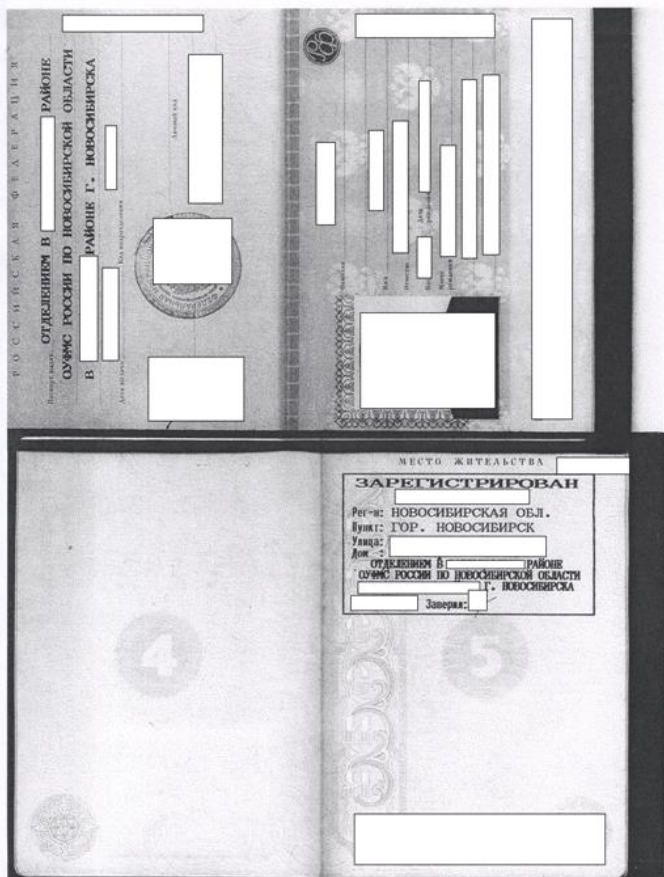 РОССИЙСКАЯ ФЕДЕРАЦИЯ
Паспорт выдан
ОТДЕЛЕНИЕМ В РАЙОНЕ
ОУФМС РОССИИ ПО НОВОСИБИРСКОЙ ОБЛАСТИ
В РАЙОНЕ Г. НОВОСИБИРСКА
Дата выдачи
Код подразделения
Личный код
Фамилия
Имя
Отчество
Пол
Дата рождения
Место рождения
МЕСТО ЖИТЕЛЬСТВА
ЗАРЕГИСТРИРОВАН
Рег-н: НОВОСИБИРСКАЯ ОБЛ.
Пункт: ГОР. НОВОСИБИРСК
Улица:
Дом :
ОТДЕЛЕНИЕМ В РАЙОНЕ
ОУФМС РОССИИ ПО НОВОСИБИРСКОЙ ОБЛАСТИ
Г. НОВОСИБИРСКА
Заверил:
4
5